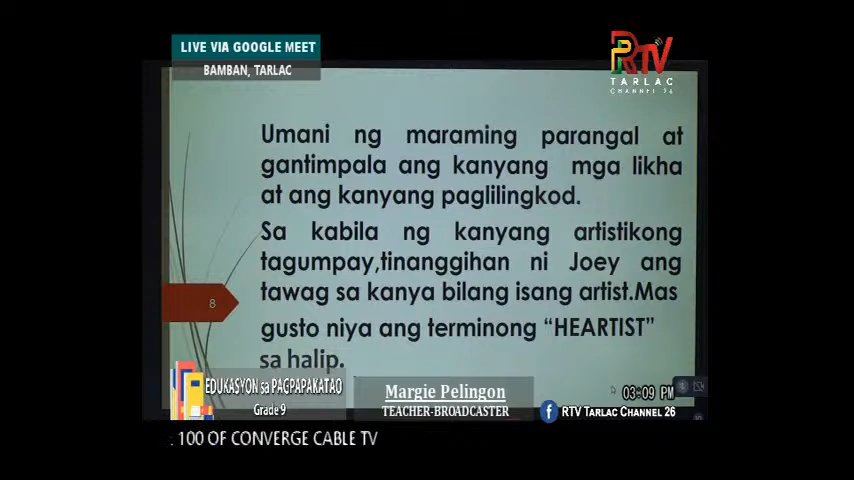 LIVE VIA GOOGLE MEET
BAMBAN, TARLAC
RTV
TARLAC
CHANNEL 26
Umani ng maraming parangal at
gantimpala ang kanyang mga likha
at ang kanyang paglilingkod.
Sa kabila ng kanyang artistikong
tagumpay,tinanggihan ni Joey ang
tawag sa kanya bilang isang artist.Mas
gusto niya ang terminong “HEARTIST”
sa halip.
8
EDUKASYON sa PAGPAPAKATAO
Grade 9
Margie Pelingon
TEACHER-BROADCASTER
03:09 PM
f RTV TARLAC CHANNEL 26
. 100 OF CONVERGE CABLE TV